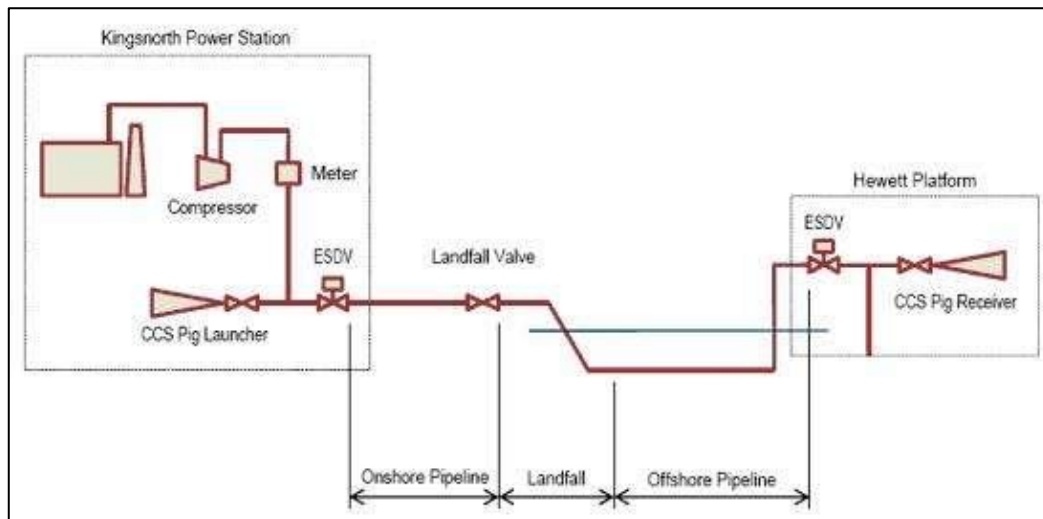 Kingsnorth Power Station
Meter
Compressor
Hewett Platform
ESDV
ESDV
Landfall Valve
CCS Pig Launcher
CCS Pig Receiver
Onshore Pipeline
Landfall
Offshore Pipeline